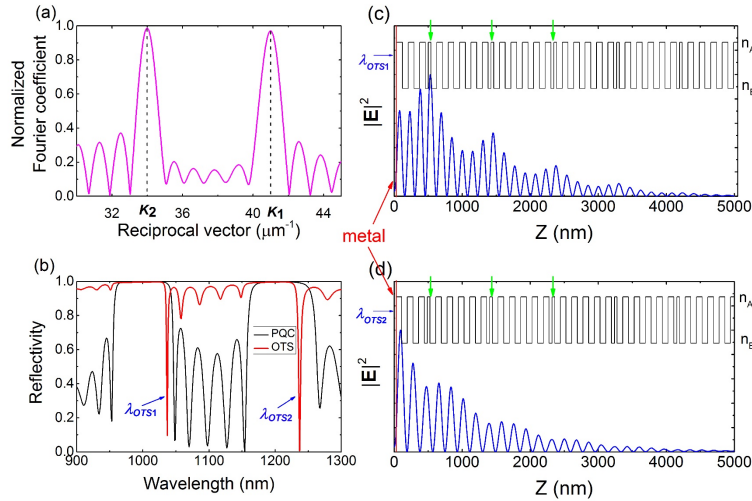 (a)
Normalized
Fourier coefficient
1.0
0.8
0.6
0.4
0.2
0.0
32
K2
36
40
K1
44
Reciprocal vector (μm⁻¹)
(b)
Reflectivity
1.0
0.8
0.6
0.4
0.2
0.0
PQC
OTS
λOTS1
λOTS2
900
1000
1100
1200
1300
Wavelength (nm)
metal
(c)
λOTS1
|E|²
nA
0
1000
2000
3000
4000
5000
Z (nm)
(d)
λOTS2
|E|²
nA
0
1000
2000
3000
4000
5000
Z (nm)